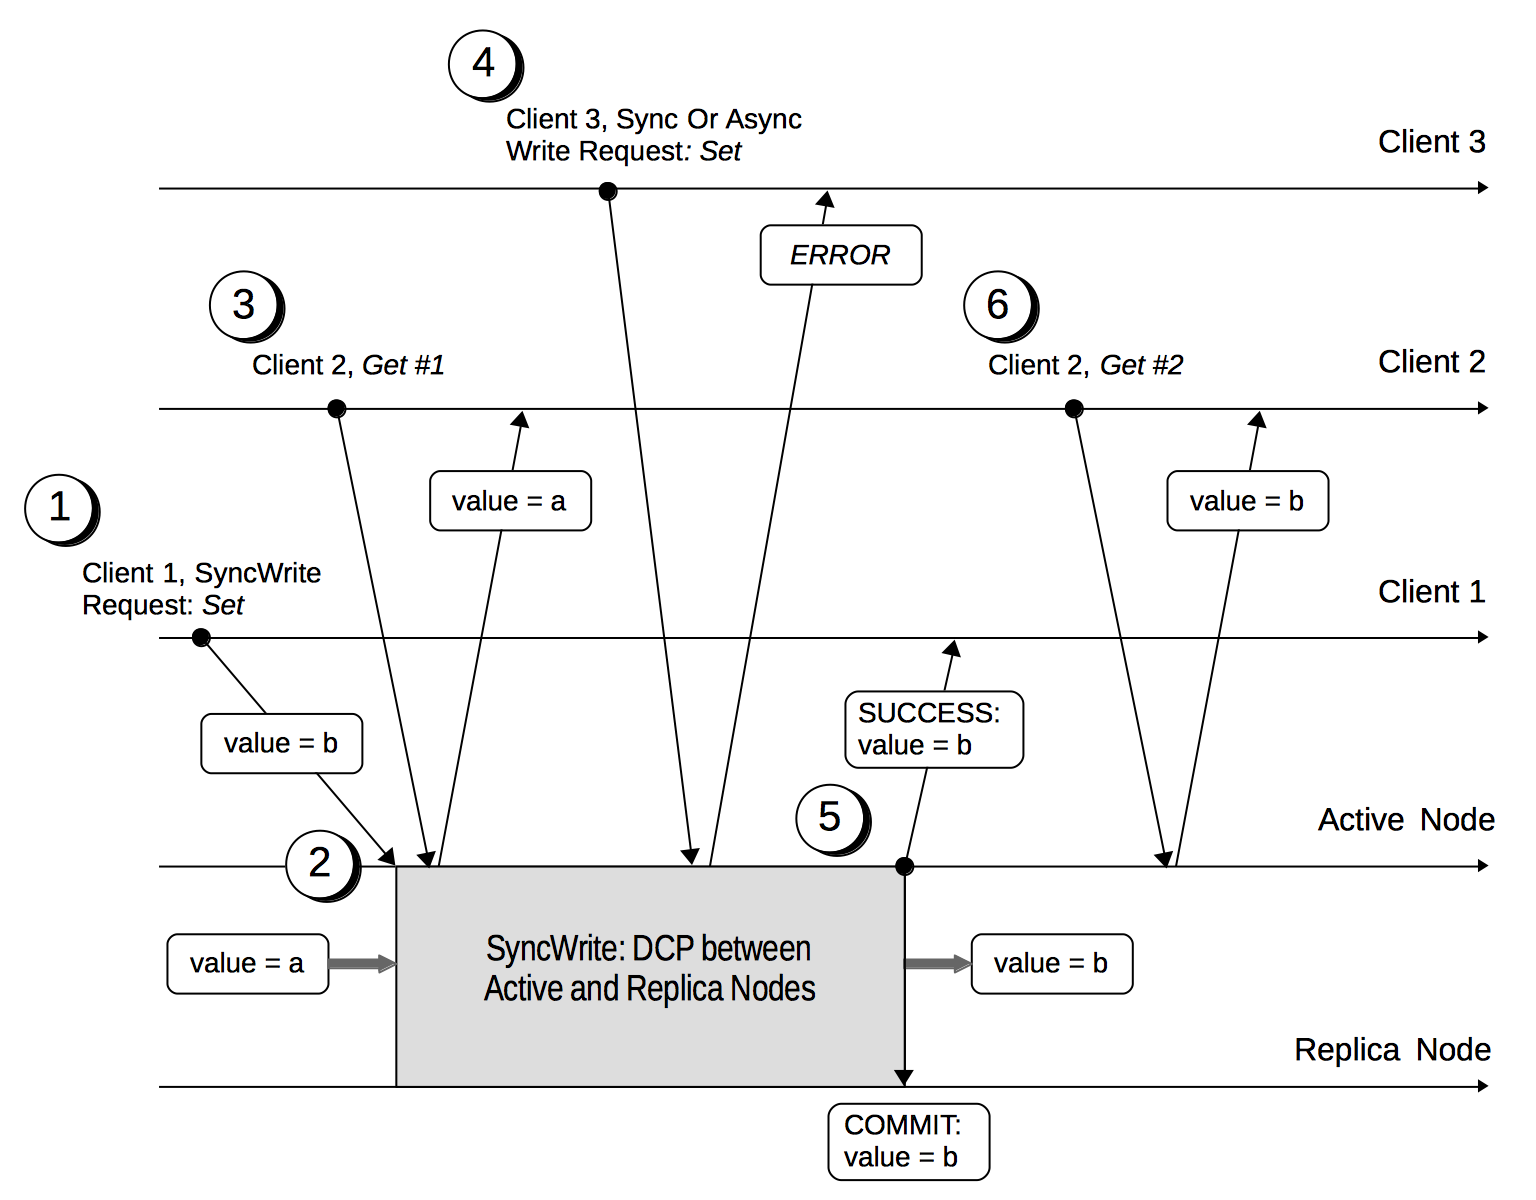 4
Client 3, Sync Or Async
Write Request: Set
Client 3
ERROR
3
6
Client 2, Get #1
Client 2, Get #2
Client 2
value = a
value = b
1
Client 1, SyncWrite
Request: Set
Client 1
value = b
SUCCESS:
value = b
5
Active Node
2
value = a
SyncWrite: DCP between
Active and Replica Nodes
value = b
Replica Node
COMMIT:
value = b